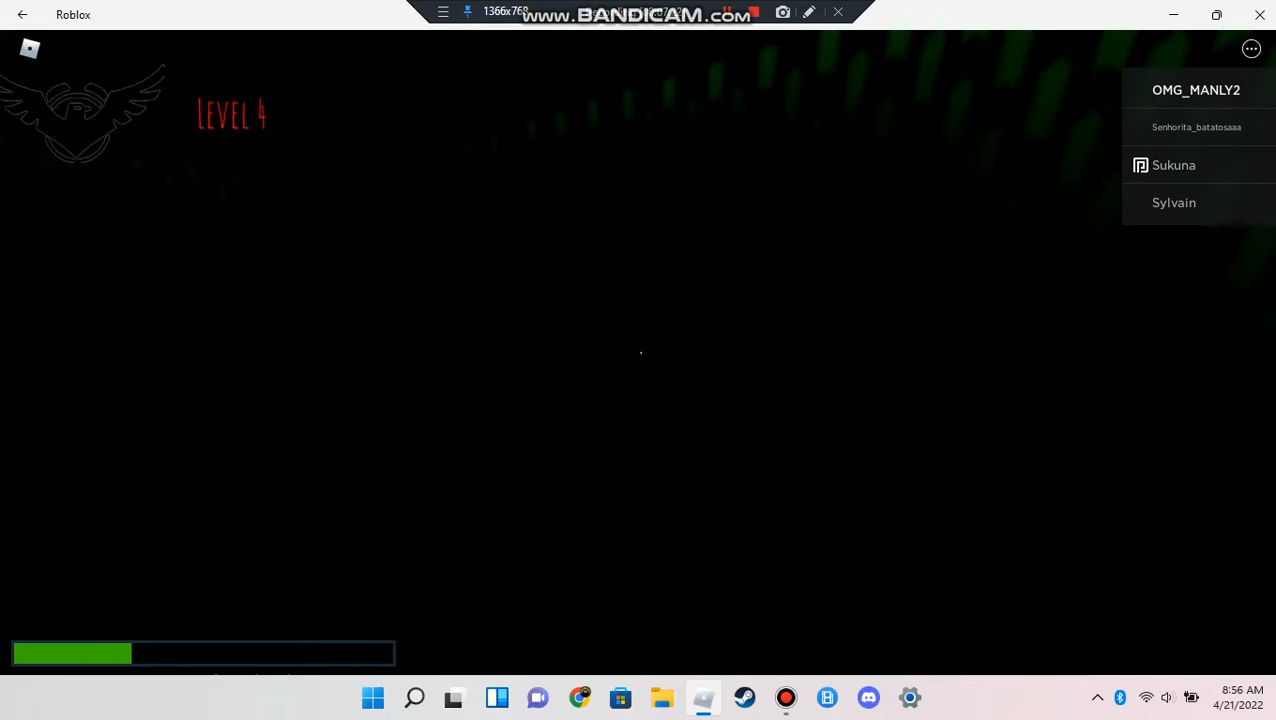 Roblox
1366x768
www.BANDICAM.com
Level 4
OMG_MANLY2
Senhorita_batatosaaa
Sukuna
Sylvain
8:56 AM
4/21/2022